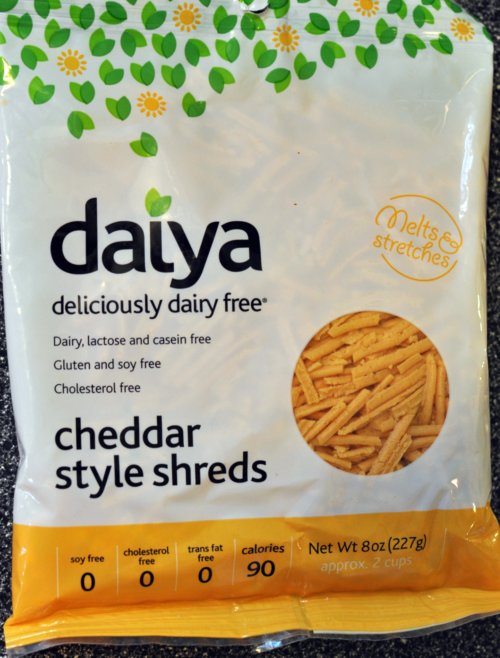 daiya
deliciously dairy free®
Melts &
stretches
Dairy, lactose and casein free
Gluten and soy free
Cholesterol free
cheddar
style shreds
soy free
0
cholesterol
free
0
trans fat
free
0
calories
90
Net Wt 8oz (227g)
approx. 2 cups